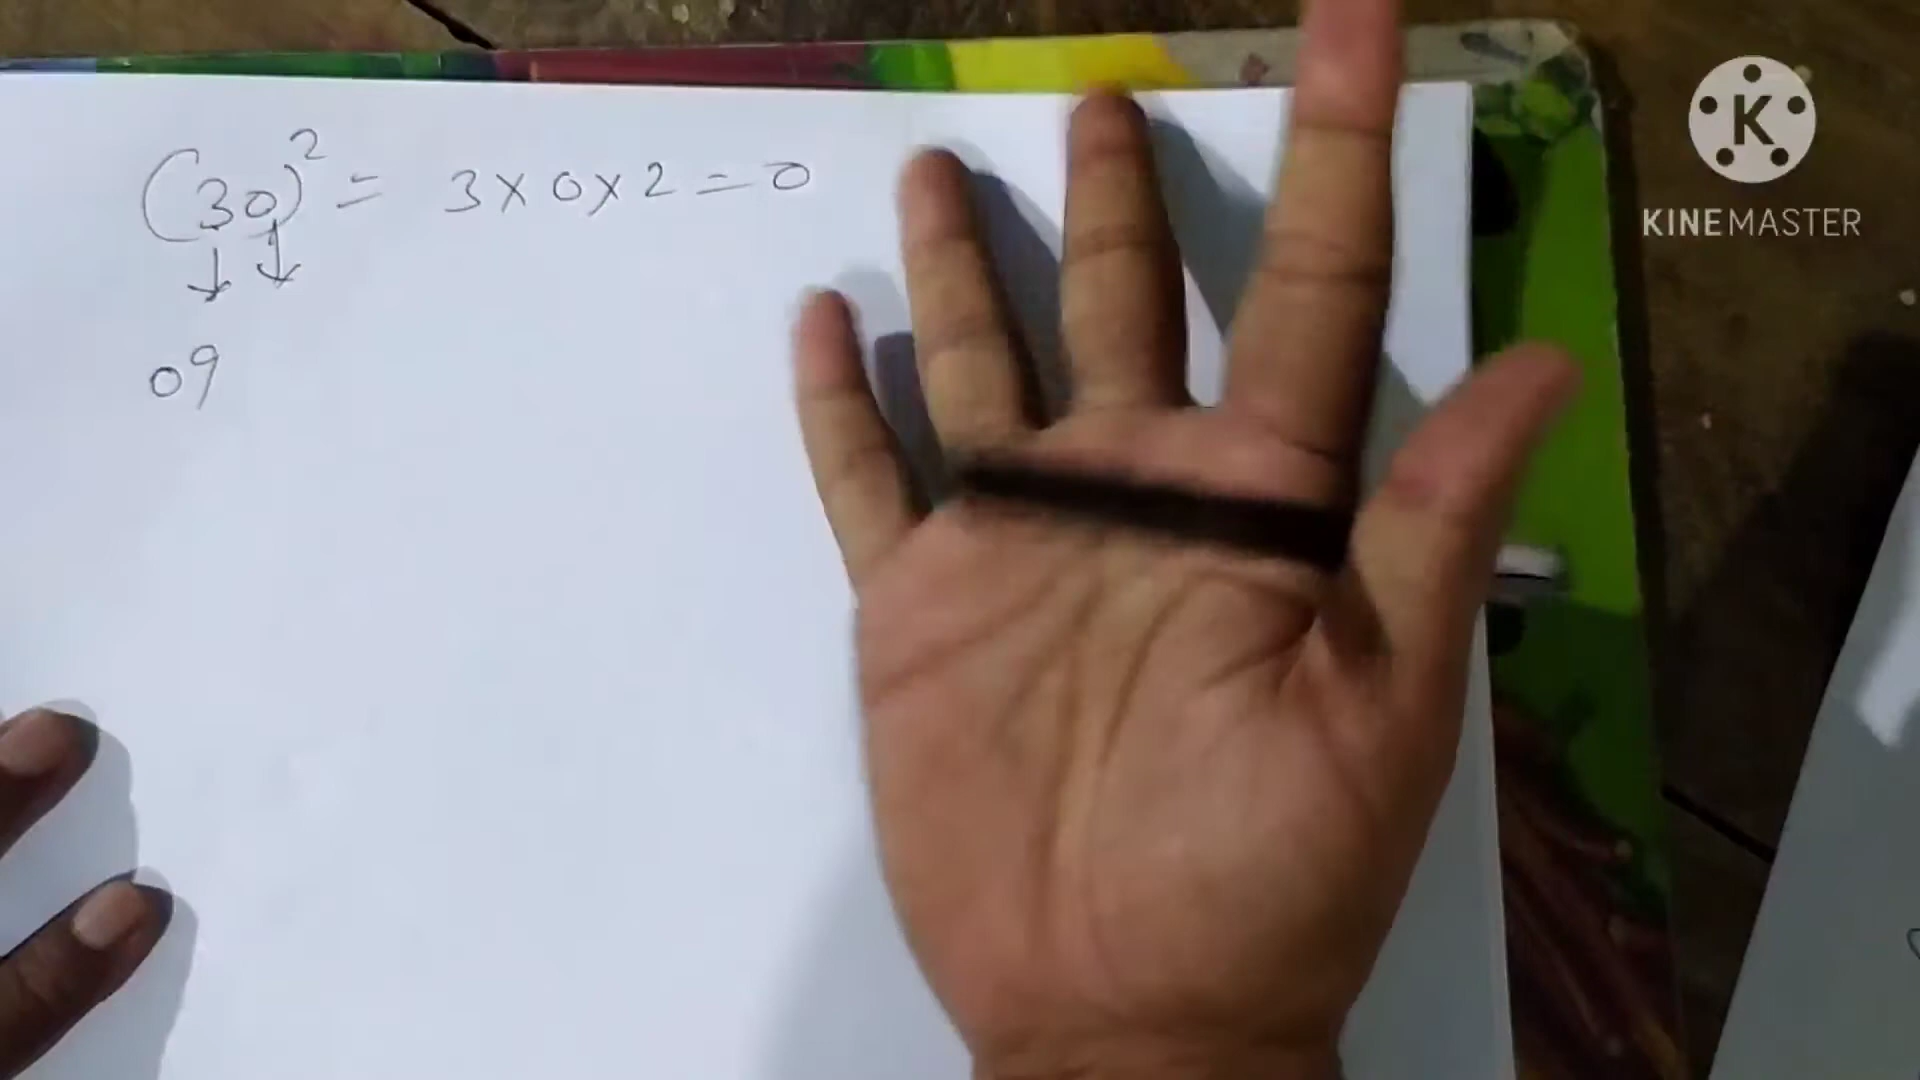 (30)² = 3×0×2=0
↓ ↓
09
K
KINEMASTER